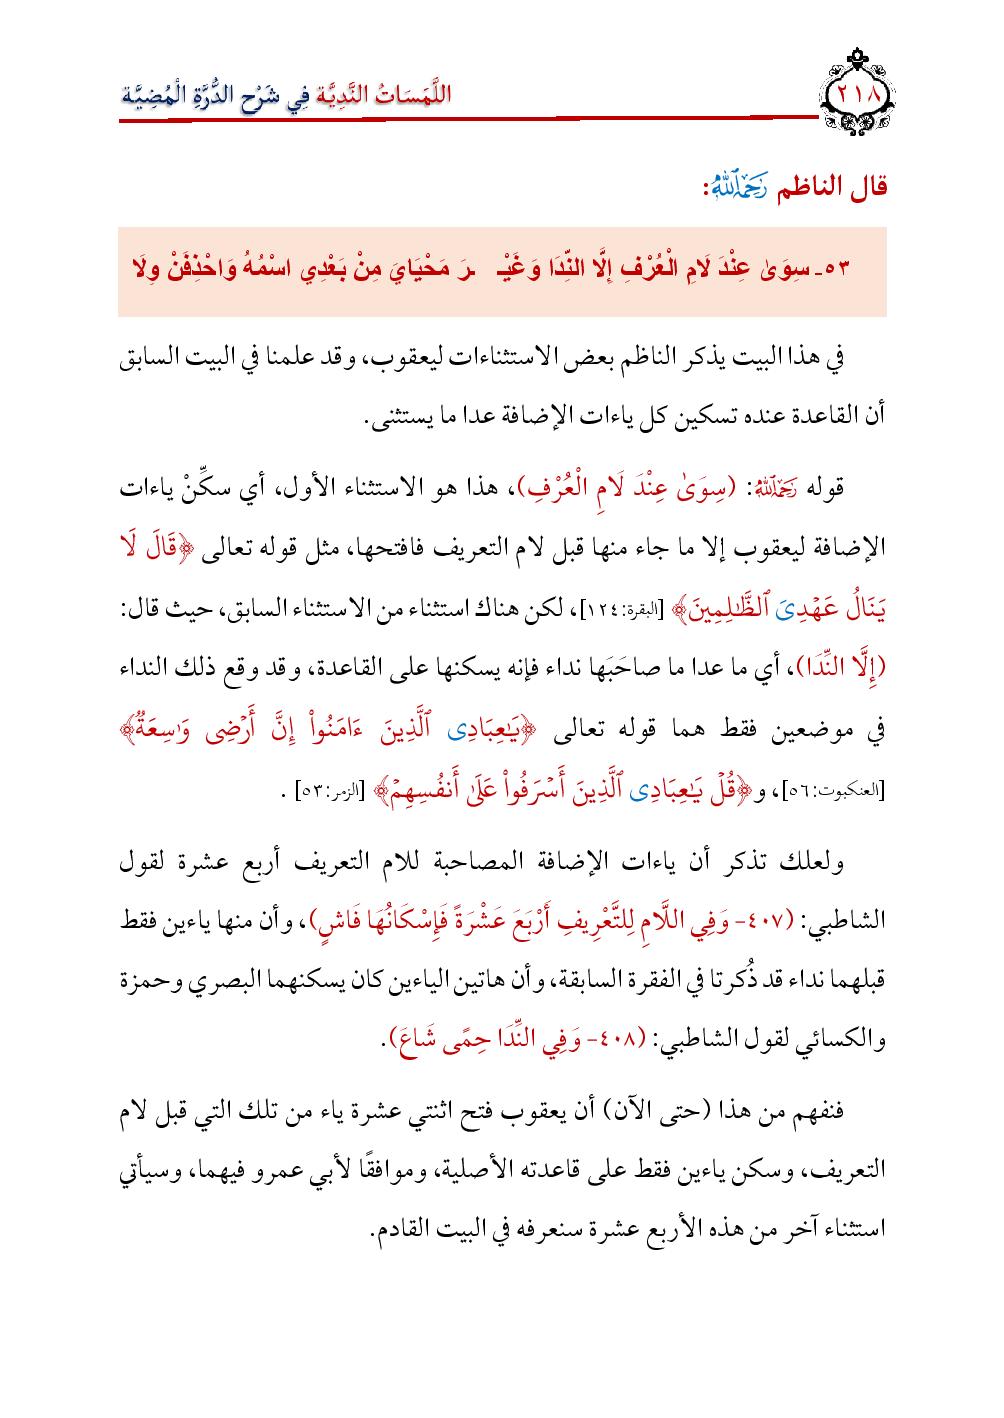 اللَّمَسَاتُ النَّدِيَّة فِي شَرْح الدُّرَّةِ الْمُضِيَّة
٢١٨
قال الناظم رَحِمَهُ ٱللَّهُ:
٥٣- سِوَىٰ عِنْدَ لَامِ الْعُرْفِ إِلَّا النِّدَا وَغَيْـ ـرَ مَحْيَايَ مِنْ بَعْدِي اسْمُهُ وَاحْذِفَنْ وِلَا
في هذا البيت يذكر الناظم بعض الاستثناءات ليعقوب، وقد علمنا في البيت السابق
أن القاعدة عنده تسكين كل ياءات الإضافة عدا ما يستثنى.
قوله رَحِمَهُ ٱللَّهُ: (سِوَىٰ عِنْدَ لَامِ الْعُرْفِ)، هذا هو الاستثناء الأول، أي سكِّنْ ياءات
الإضافة ليعقوب إلا ما جاء منها قبل لام التعريف فافتحها، مثل قوله تعالى ﴿قَالَ لَا
يَنَالُ عَهْدِىَ ٱلظَّٰلِمِينَ﴾ [البقرة:١٢٤]، لكن هناك استثناء من الاستثناء السابق، حيث قال:
(إِلَّا النِّدَا)، أي ما عدا ما صاحَبَها نداء فإنه يسكنها على القاعدة، وقد وقع ذلك النداء
في موضعين فقط هما قوله تعالى ﴿يَٰعِبَادِى ٱلَّذِينَ ءَامَنُوا۟ إِنَّ أَرْضِى وَٰسِعَةٌ﴾
[العنكبوت:٥٦]، و﴿قُلْ يَٰعِبَادِى ٱلَّذِينَ أَسْرَفُوا۟ عَلَىٰ أَنفُسِهِمْ﴾ [الزمر:٥٣] .
ولعلك تذكر أن ياءات الإضافة المصاحبة للام التعريف أربع عشرة لقول
الشاطبي: (٤٠٧- وَفِي اللَّامِ لِلتَّعْرِيفِ أَرْبَعَ عَشْرَةً فَإِسْكَانُهَا فَاشٍ)، وأن منها ياءين فقط
قبلهما نداء قد ذُكرتا في الفقرة السابقة، وأن هاتين الياءين كان يسكنهما البصري وحمزة
والكسائي لقول الشاطبي: (٤٠٨- وَفِي النِّدَا حِمًى شَاعَ).
فنفهم من هذا (حتى الآن) أن يعقوب فتح اثنتي عشرة ياء من تلك التي قبل لام
التعريف، وسكن ياءين فقط على قاعدته الأصلية، وموافقًا لأبي عمرو فيهما، وسيأتي
استثناء آخر من هذه الأربع عشرة سنعرفه في البيت القادم.